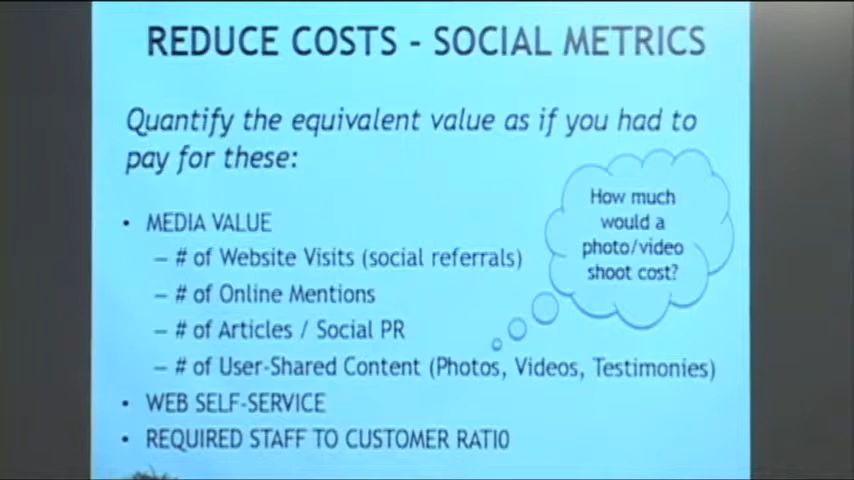 REDUCE COSTS - SOCIAL METRICS
Quantify the equivalent value as if you had to
pay for these:
How much
would a
photo/video
shoot cost?
• MEDIA VALUE
– # of Website Visits (social referrals)
– # of Online Mentions
– # of Articles / Social PR
– # of User-Shared Content (Photos, Videos, Testimonies)
• WEB SELF-SERVICE
• REQUIRED STAFF TO CUSTOMER RATIO